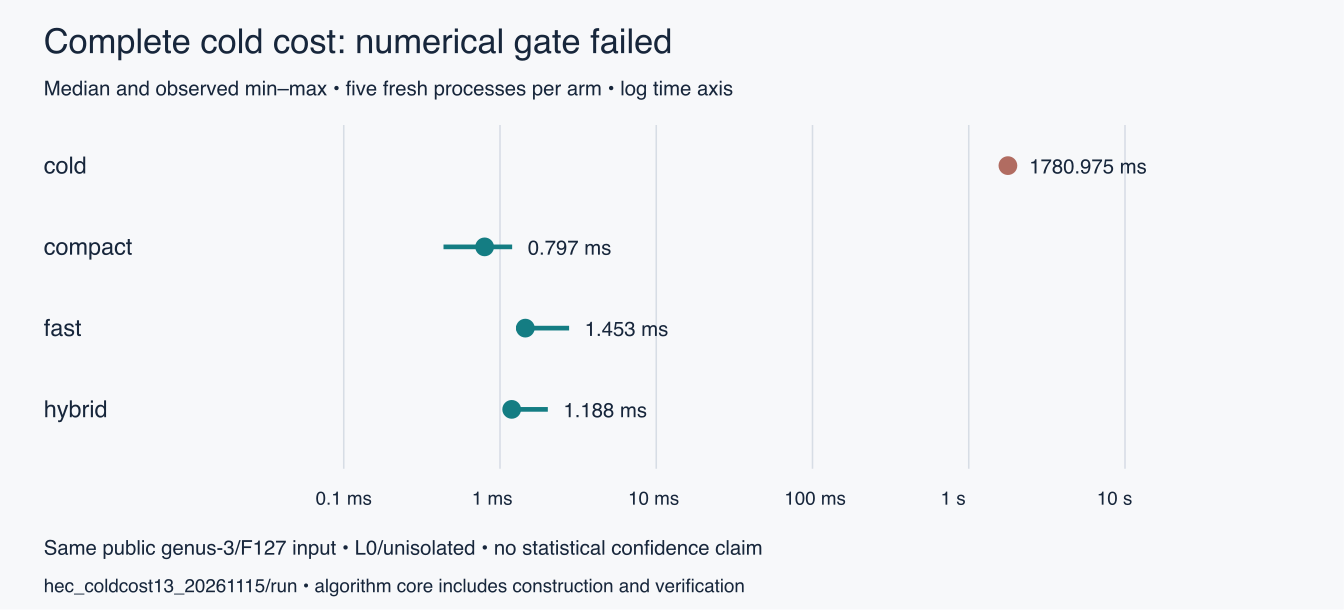 Complete cold cost: numerical gate failed
Median and observed min–max • five fresh processes per arm • log time axis
cold
1780.975 ms
compact
0.797 ms
fast
1.453 ms
hybrid
1.188 ms
0.1 ms
1 ms
10 ms
100 ms
1 s
10 s
Same public genus-3/F127 input • L0/unisolated • no statistical confidence claim
hec_coldcost13_20261115/run • algorithm core includes construction and verification